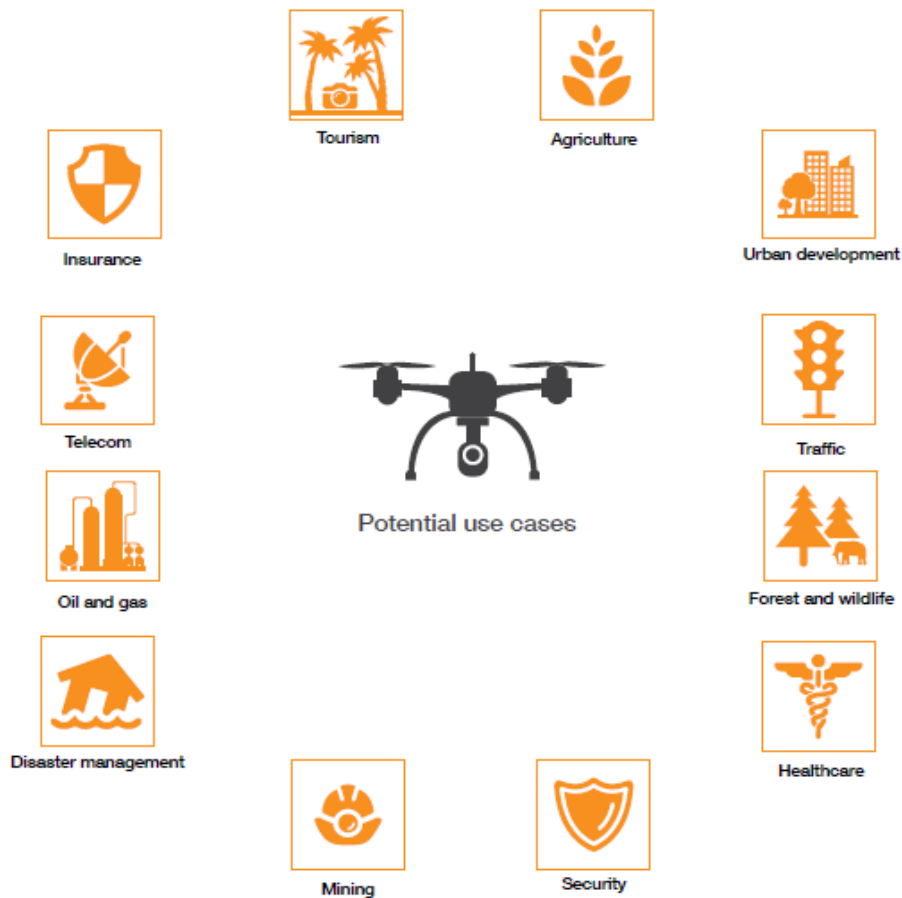 Tourism
Agriculture
Insurance
Urban development
Telecom
Traffic
Potential use cases
Oil and gas
Forest and wildlife
Disaster management
Healthcare
Mining
Security